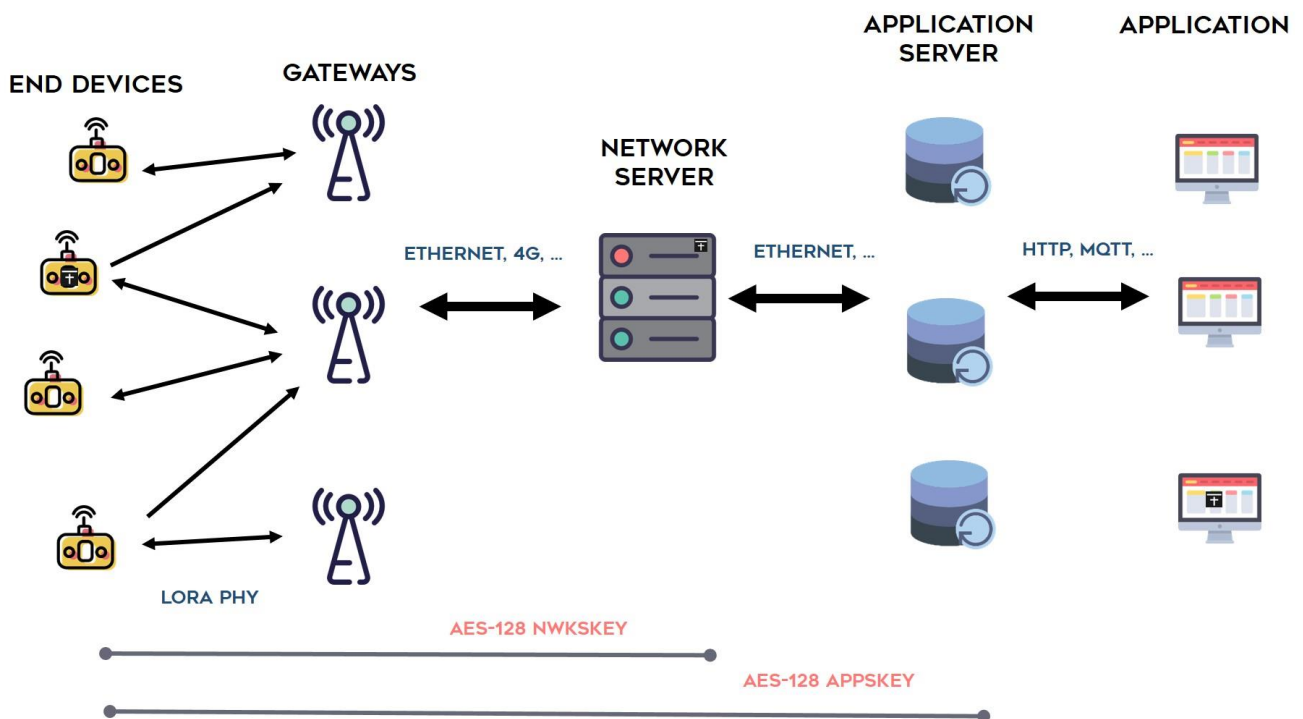 END DEVICES
GATEWAYS
NETWORK
SERVER
APPLICATION
SERVER
APPLICATION
ETHERNET, 4G, ...
ETHERNET, ...
HTTP, MQTT, ...
LORA PHY
AES-128 NWKSKEY
AES-128 APPSKEY